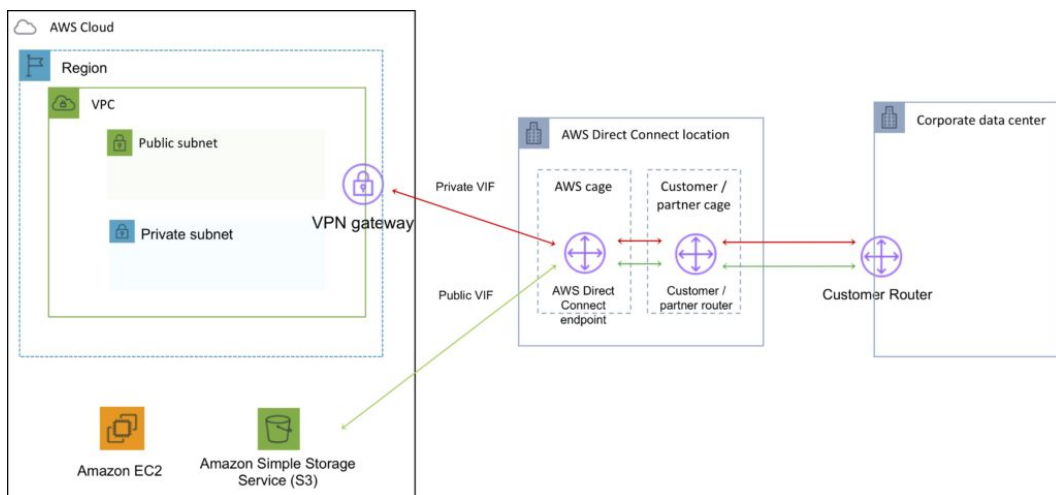 AWS Cloud
Region
VPC
Public subnet
Private subnet
VPN gateway
Amazon EC2
Amazon Simple Storage
Service (S3)
Private VIF
Public VIF
AWS Direct Connect location
AWS cage
Customer /
partner cage
AWS Direct
Connect
endpoint
Customer /
partner router
Corporate data center
Customer Router